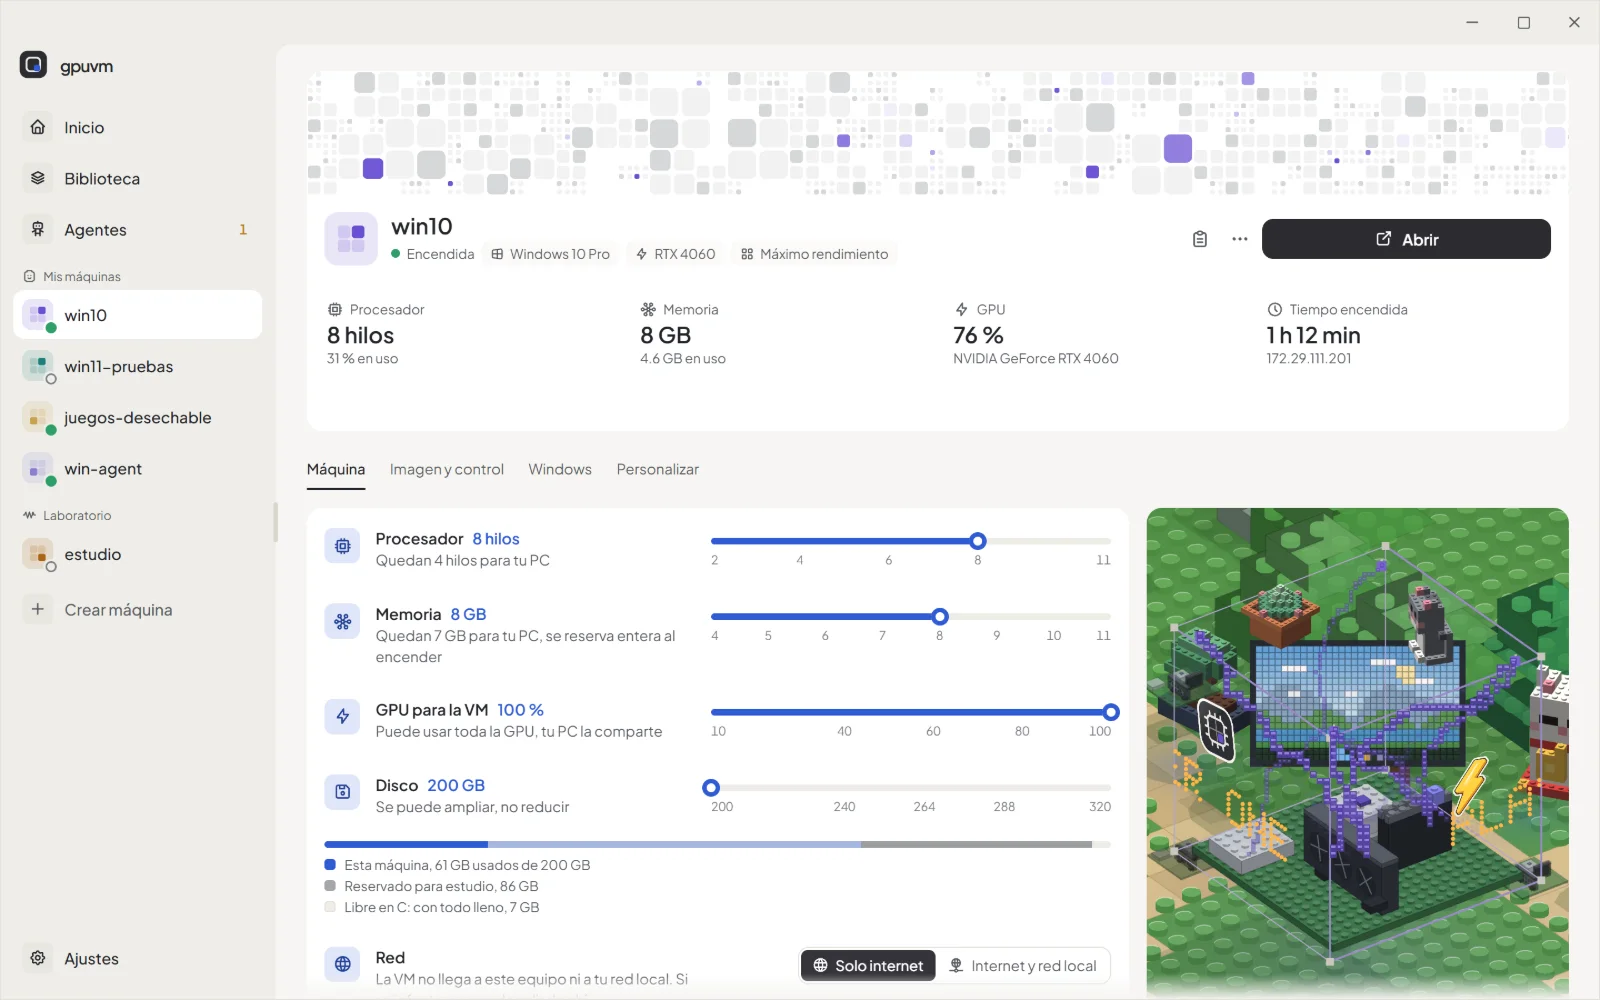 gpuvm
Inicio
Biblioteca
Agentes 1
Mis máquinas
win10
win11-pruebas
juegos-desechable
win-agent
Laboratorio
estudio
Crear máquina
Ajustes
win10
Encendida Windows 10 Pro RTX 4060 Máximo rendimiento
Abrir
Procesador
8 hilos
31 % en uso
Memoria
8 GB
4.6 GB en uso
GPU
76 %
NVIDIA GeForce RTX 4060
Tiempo encendida
1 h 12 min
172.29.111.201
Máquina Imagen y control Windows Personalizar
Procesador 8 hilos
Quedan 4 hilos para tu PC
2 4 6 8 11
Memoria 8 GB
Quedan 7 GB para tu PC, se reserva entera al
encender
4 5 6 7 8 9 10 11
GPU para la VM 100 %
Puede usar toda la GPU, tu PC la comparte
10 40 60 80 100
Disco 200 GB
Se puede ampliar, no reducir
200 240 264 288 320
Esta máquina, 61 GB usados de 200 GB
Reservado para estudio, 86 GB
Libre en C: con todo lleno, 7 GB
Red
La VM no llega a este equipo ni a tu red local. Si
Solo internet Internet y red local